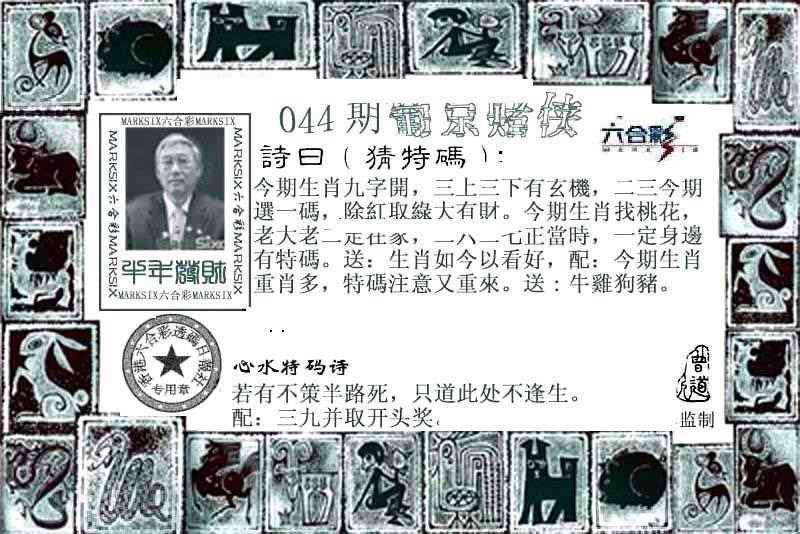 044期
六合彩
MARKSIX六合彩MARKSIX
MARKSIX六合彩MARKSIX
MARKSIX六合彩MARKSIX
MARKSIX六合彩MARKSIX
詩曰(猜特碼):
今期生肖九字開，三上三下有玄機，二三今期
選一碼，除紅取綠大有財。今期生肖找桃花，
老大老二是在家，二六二七正當時，一定身邊
有特碼。送：生肖如今以看好，配：今期生肖
重肖多，特碼注意又重來。送：牛雞狗豬。
香港六合彩透碼日報社
专用章
心水特码诗
若有不策半路死，只道此处不逢生。
配：三九并取开头奖。
曾道
监制